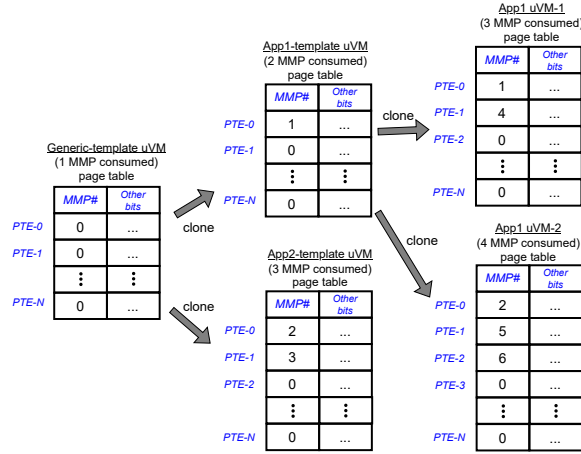 Generic-template uVM
(1 MMP consumed)
page table
MMP# Other bits
PTE-0 0 ...
PTE-1 0 ...
⋮ ⋮
PTE-N 0 ...
clone
clone
App1-template uVM
(2 MMP consumed)
page table
MMP# Other bits
PTE-0 1 ...
PTE-1 0 ...
⋮ ⋮
PTE-N 0 ...
clone
clone
App2-template uVM
(3 MMP consumed)
page table
MMP# Other bits
PTE-0 2 ...
PTE-1 3 ...
PTE-2 0 ...
⋮ ⋮
PTE-N 0 ...
App1 uVM-1
(3 MMP consumed)
page table
MMP# Other bits
PTE-0 1 ...
PTE-1 4 ...
PTE-2 0 ...
⋮ ⋮
PTE-N 0 ...
App1 uVM-2
(4 MMP consumed)
page table
MMP# Other bits
PTE-0 2 ...
PTE-1 5 ...
PTE-2 6 ...
PTE-3 0 ...
⋮ ⋮
PTE-N 0 ...